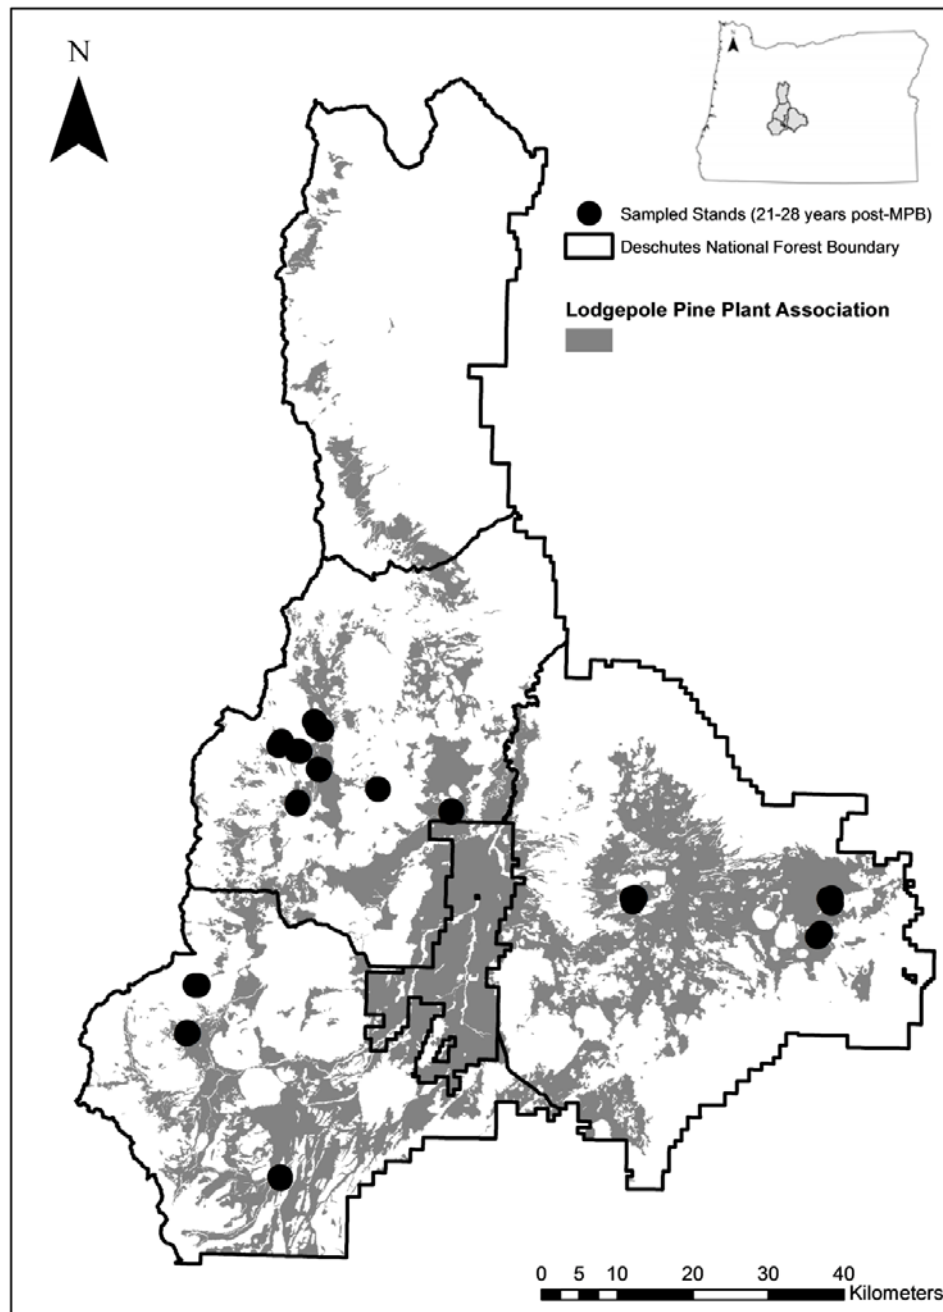 N
N
Sampled Stands (21-28 years post-MPB)
Deschutes National Forest Boundary
Lodgepole Pine Plant Association
0 5 10 20 30 40
Kilometers